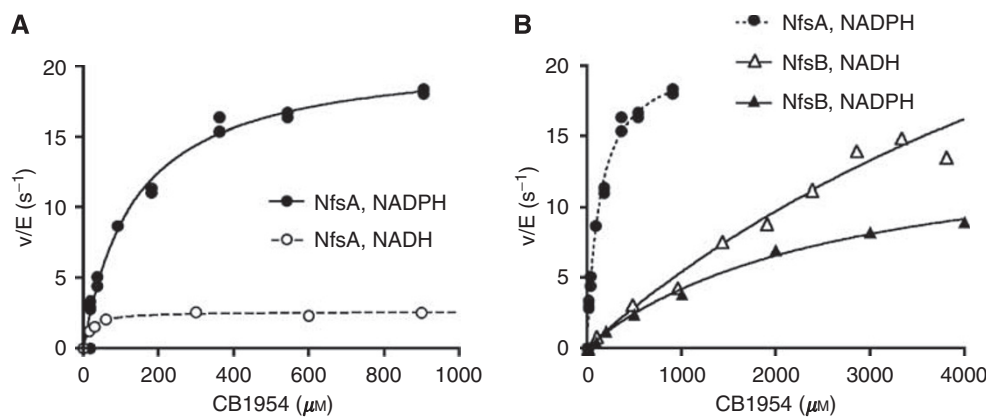 A
v/E (s⁻¹)
20
15
10
5
0
0 200 400 600 800 1000
CB1954 (μM)
NfsA, NADPH
NfsA, NADH
B
v/E (s⁻¹)
20
15
10
5
0
0 1000 2000 3000 4000
CB1954 (μM)
NfsA, NADPH
NfsB, NADH
NfsB, NADPH